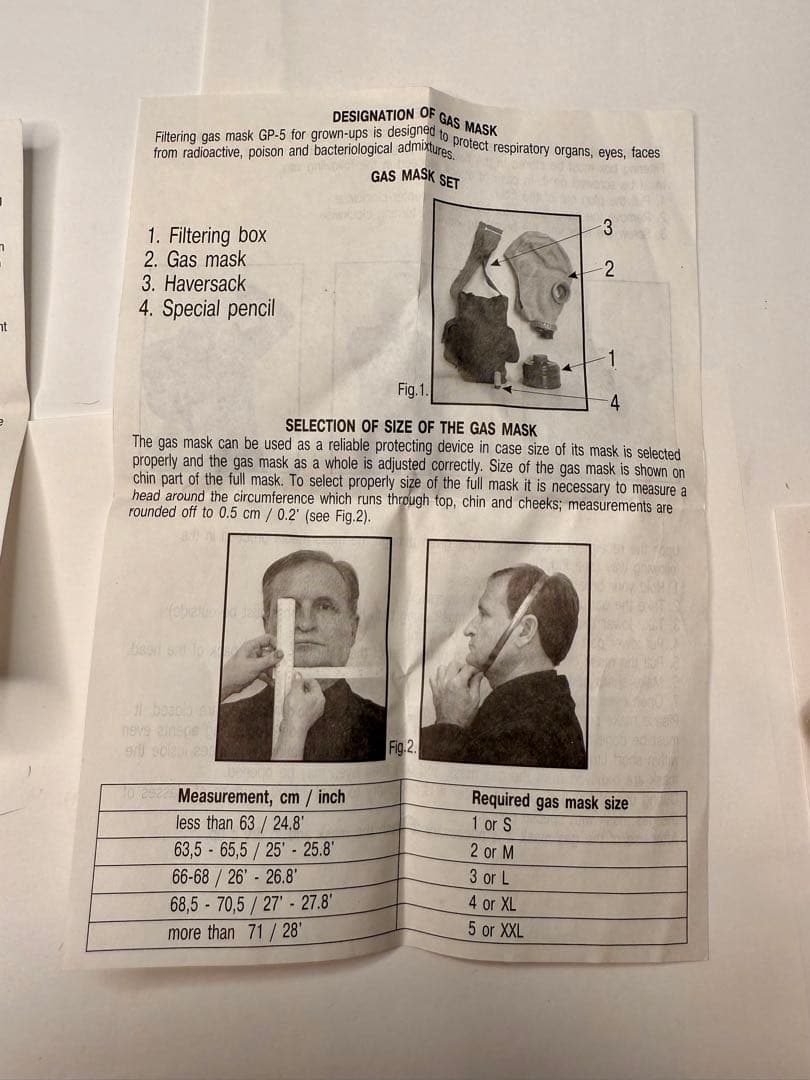 DESIGNATION OF GAS MASK
Filtering gas mask GP-5 for grown-ups is designed to protect respiratory organs, eyes, faces
from radioactive, poison and bacteriological admixtures.
GAS MASK SET
1. Filtering box
2. Gas mask
3. Haversack
4. Special pencil
3
2
1
4
Fig.1.
SELECTION OF SIZE OF THE GAS MASK
The gas mask can be used as a reliable protecting device in case size of its mask is selected
properly and the gas mask as a whole is adjusted correctly. Size of the gas mask is shown on
chin part of the full mask. To select properly size of the full mask it is necessary to measure a
head around the circumference which runs through top, chin and cheeks; measurements are
rounded off to 0.5 cm / 0.2' (see Fig.2).
Fig.2.
Measurement, cm / inch Required gas mask size
less than 63 / 24.8' 1 or S
63,5 - 65,5 / 25' - 25.8' 2 or M
66-68 / 26' - 26.8' 3 or L
68,5 - 70,5 / 27' - 27.8' 4 or XL
more than 71 / 28' 5 or XXL